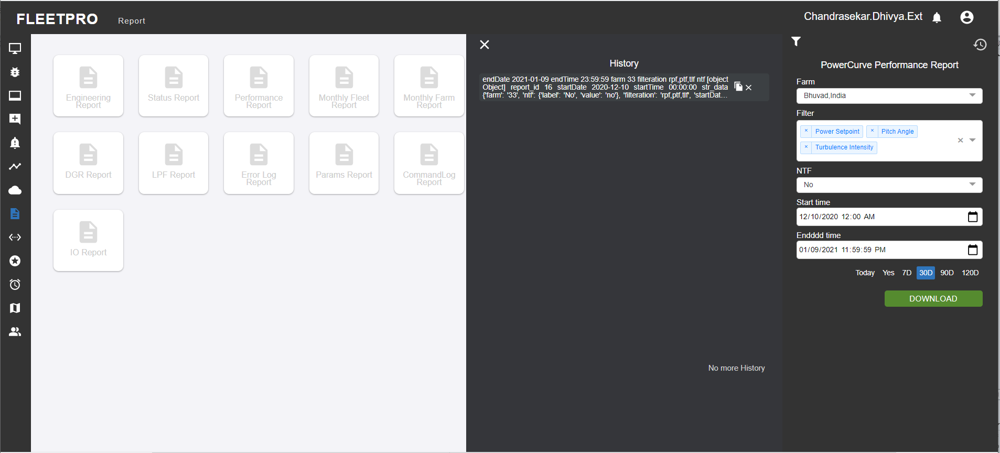 FLEETPRO
Report
Chandrasekar.Dhivya.Ext
Engineering
Report
Status Report
Performance
Report
Monthly Fleet
Report
Monthly Farm
Report
DGR Report
LPF Report
Error Log
Report
Params Report
CommandLog
Report
IO Report
History
endDate 2021-01-09 endTime 23:59:59 farm 33 filteration rpf,ptf,tlf ntf [object
Object] report_id 16 startDate 2020-12-10 startTime 00:00:00 str_data
{'farm': '33', 'ntf': {'label': 'No', 'value': 'no'}, 'filteration': 'rpf,ptf,tlf', 'startDat...
No more History
PowerCurve Performance Report
Farm
Bhuvad,India
Filter
× Power Setpoint × Pitch Angle
× Turbulence Intensity
NTF
No
Start time
12/10/2020 12:00 AM
Endddd time
01/09/2021 11:59:59 PM
Today Yes 7D 30D 90D 120D
DOWNLOAD